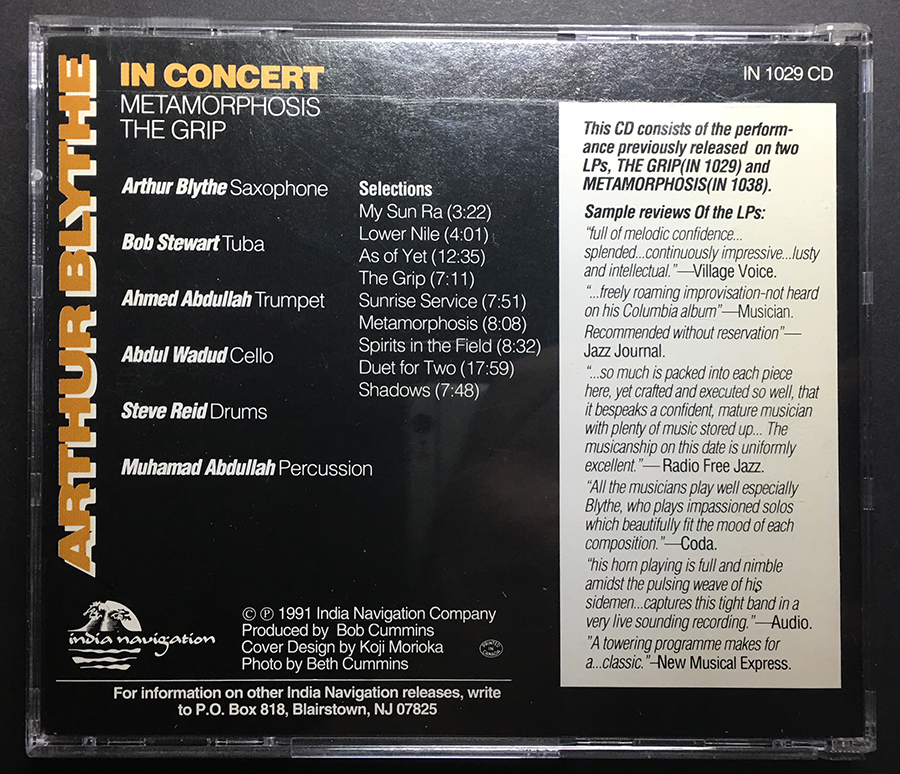 ARTHUR BLYTHE
IN CONCERT
METAMORPHOSIS
THE GRIP
Arthur Blythe Saxophone
Bob Stewart Tuba
Ahmed Abdullah Trumpet
Abdul Wadud Cello
Steve Reid Drums
Muhamad Abdullah Percussion
Selections
My Sun Ra (3:22)
Lower Nile (4:01)
As of Yet (12:35)
The Grip (7:11)
Sunrise Service (7:51)
Metamorphosis (8:08)
Spirits in the Field (8:32)
Duet for Two (17:59)
Shadows (7:48)
IN 1029 CD
This CD consists of the perform-
ance previously released on two
LPs, THE GRIP(IN 1029) and
METAMORPHOSIS(IN 1038).
Sample reviews Of the LPs:
"full of melodic confidence...
splended...continuously impressive...lusty
and intellectual."—Village Voice.
"...freely roaming improvisation-not heard
on his Columbia album"—Musician.
Recommended without reservation"—
Jazz Journal.
"...so much is packed into each piece
here, yet crafted and executed so well, that
it bespeaks a confident, mature musician
with plenty of music stored up... The
musicanship on this date is uniformly
excellent."—Radio Free Jazz.
"All the musicians play well especially
Blythe, who plays impassioned solos
which beautifully fit the mood of each
composition."—Coda.
"his horn playing is full and nimble
amidst the pulsing weave of his
sidemen...captures this tight band in a
very live sounding recording."—Audio.
"A towering programme makes for
a...classic."–New Musical Express.
india navigation
© ℗ 1991 India Navigation Company
Produced by Bob Cummins
Cover Design by Koji Morioka
Photo by Beth Cummins
PRINTED
IN
CANADA
For information on other India Navigation releases, write
to P.O. Box 818, Blairstown, NJ 07825